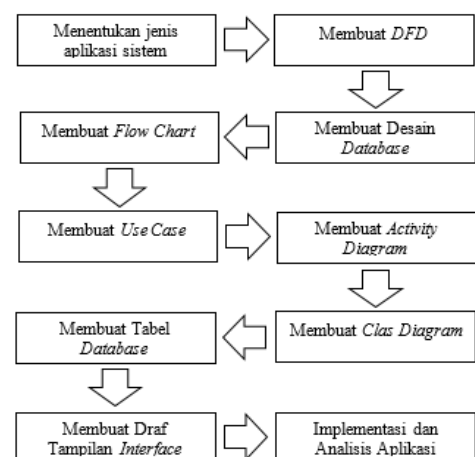 Menentukan jenis
aplikasi sistem
Membuat DFD
Membuat Desain
Database
Membuat Flow Chart
Membuat Use Case
Membuat Activity
Diagram
Membuat Clas Diagram
Membuat Tabel
Database
Membuat Draf
Tampilan Interface
Implementasi dan
Analisis Aplikasi